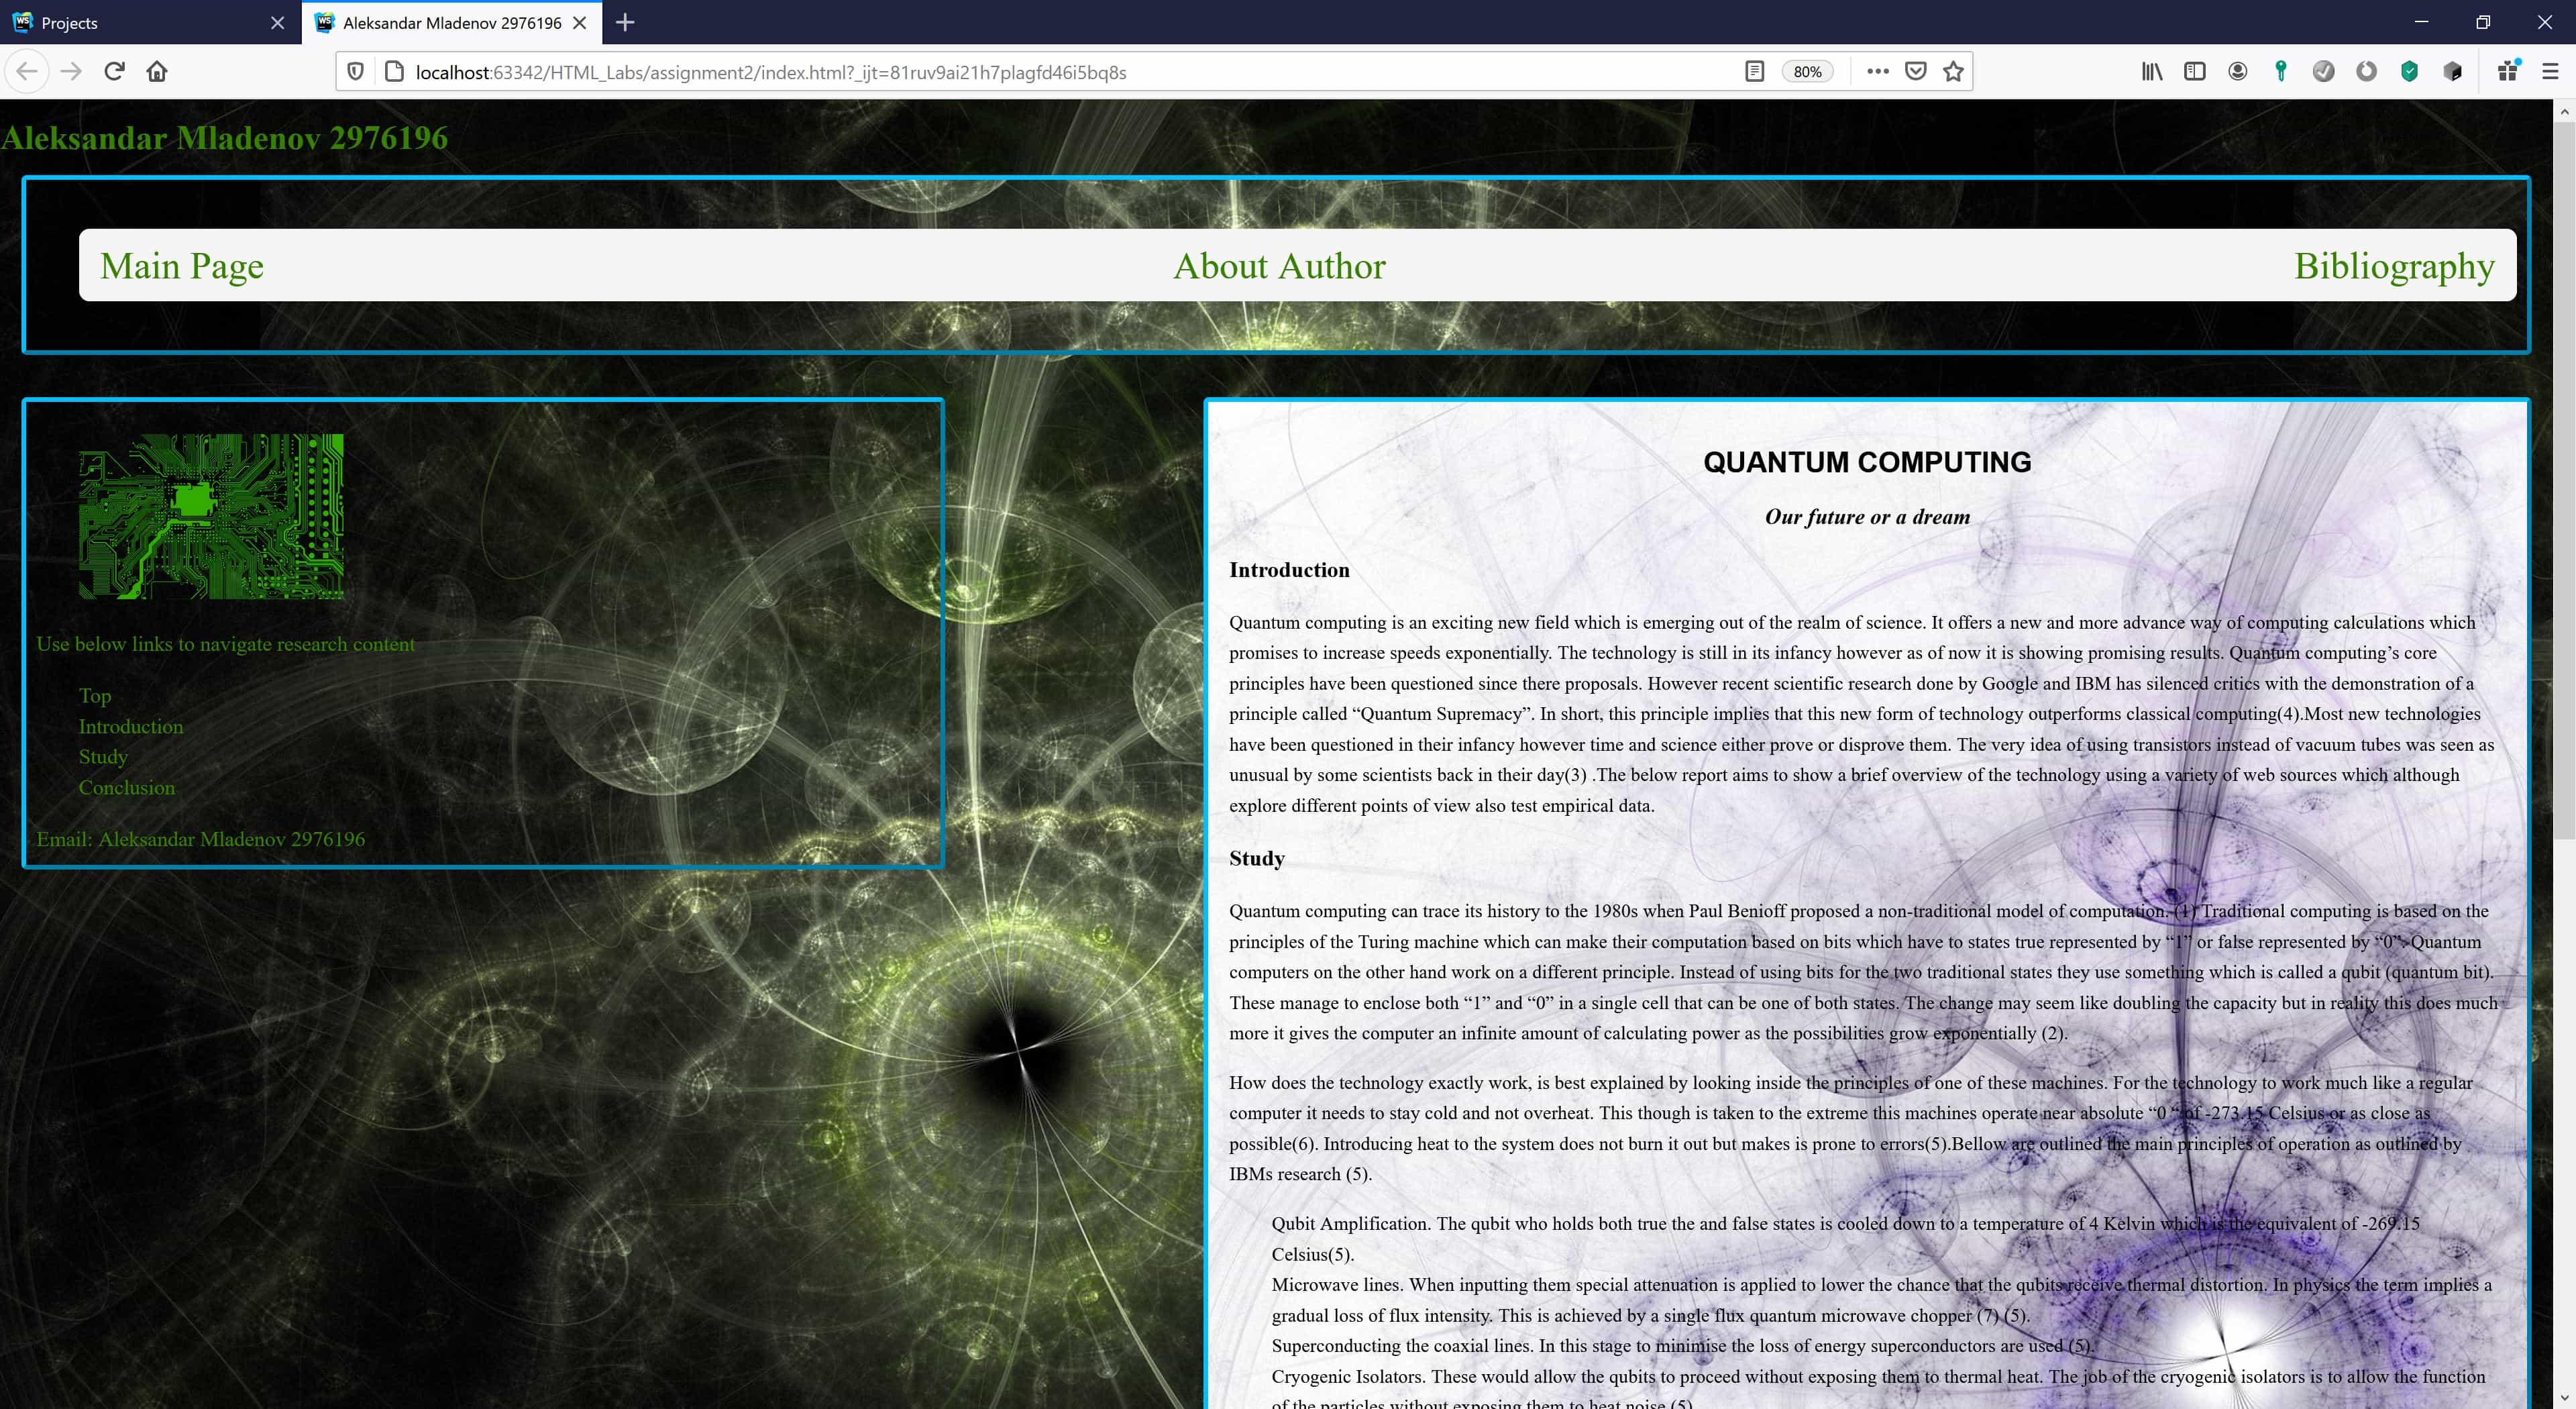 Projects
Aleksandar Mladenov 2976196
localhost:63342/HTML_Labs/assignment2/index.html?_ijt=81ruv9ai21h7plagfd46i5bq8s
80%
Aleksandar Mladenov 2976196
Main Page
About Author
Bibliography
Use below links to navigate research content
Top
Introduction
Study
Conclusion
Email: Aleksandar Mladenov 2976196
QUANTUM COMPUTING
Our future or a dream
Introduction
Quantum computing is an exciting new field which is emerging out of the realm of science. It offers a new and more advance way of computing calculations which
promises to increase speeds exponentially. The technology is still in its infancy however as of now it is showing promising results. Quantum computing’s core
principles have been questioned since there proposals. However recent scientific research done by Google and IBM has silenced critics with the demonstration of a
principle called “Quantum Supremacy”. In short, this principle implies that this new form of technology outperforms classical computing(4).Most new technologies
have been questioned in their infancy however time and science either prove or disprove them. The very idea of using transistors instead of vacuum tubes was seen as
unusual by some scientists back in their day(3) .The below report aims to show a brief overview of the technology using a variety of web sources which although
explore different points of view also test empirical data.
Study
Quantum computing can trace its history to the 1980s when Paul Benioff proposed a non-traditional model of computation. (1) Traditional computing is based on the
principles of the Turing machine which can make their computation based on bits which have to states true represented by “1” or false represented by “0”. Quantum
computers on the other hand work on a different principle. Instead of using bits for the two traditional states they use something which is called a qubit (quantum bit).
These manage to enclose both “1” and “0” in a single cell that can be one of both states. The change may seem like doubling the capacity but in reality this does much
more it gives the computer an infinite amount of calculating power as the possibilities grow exponentially (2).
How does the technology exactly work, is best explained by looking inside the principles of one of these machines. For the technology to work much like a regular
computer it needs to stay cold and not overheat. This though is taken to the extreme this machines operate near absolute “0 “ of -273.15 Celsius or as close as
possible(6). Introducing heat to the system does not burn it out but makes is prone to errors(5).Bellow are outlined the main principles of operation as outlined by
IBMs research (5).
Qubit Amplification. The qubit who holds both true the and false states is cooled down to a temperature of 4 Kelvin which is the equivalent of -269.15
Celsius(5).
Microwave lines. When inputting them special attenuation is applied to lower the chance that the qubits receive thermal distortion. In physics the term implies a
gradual loss of flux intensity. This is achieved by a single flux quantum microwave chopper (7) (5).
Superconducting the coaxial lines. In this stage to minimise the loss of energy superconductors are used (5).
Cryogenic Isolators. These would allow the qubits to proceed without exposing them to thermal heat. The job of the cryogenic isolators is to allow the function
of the particles without exposing them to heat noise (5)